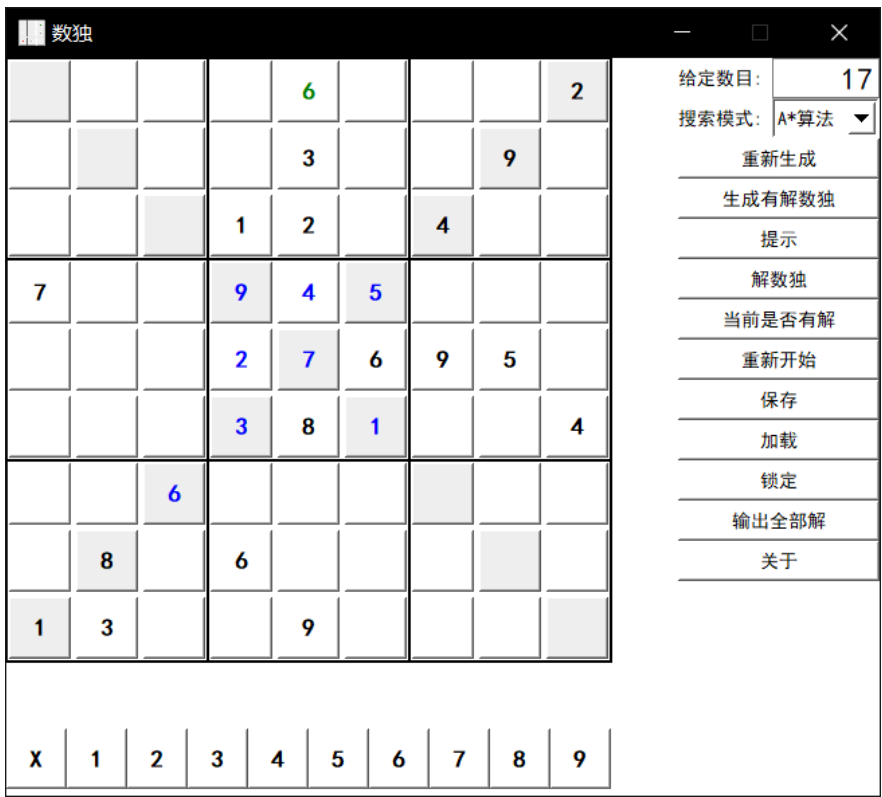 数独
6 2
3 9
1 2 4
7 9 4 5
2 7 6 9 5
3 8 1 4
6
8 6
1 3 9
X 1 2 3 4 5 6 7 8 9
给定数目: 17
搜索模式: A*算法
重新生成
生成有解数独
提示
解数独
当前是否有解
重新开始
保存
加载
锁定
输出全部解
关于